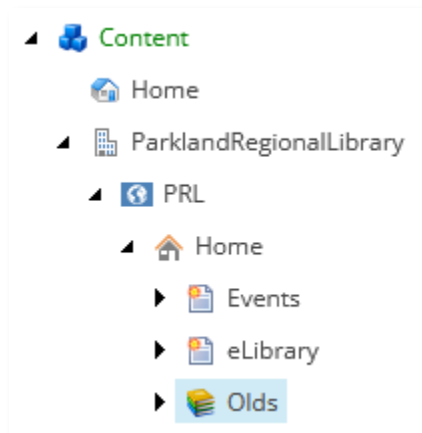 Content
Home
ParklandRegionalLibrary
PRL
Home
Events
eLibrary
Olds